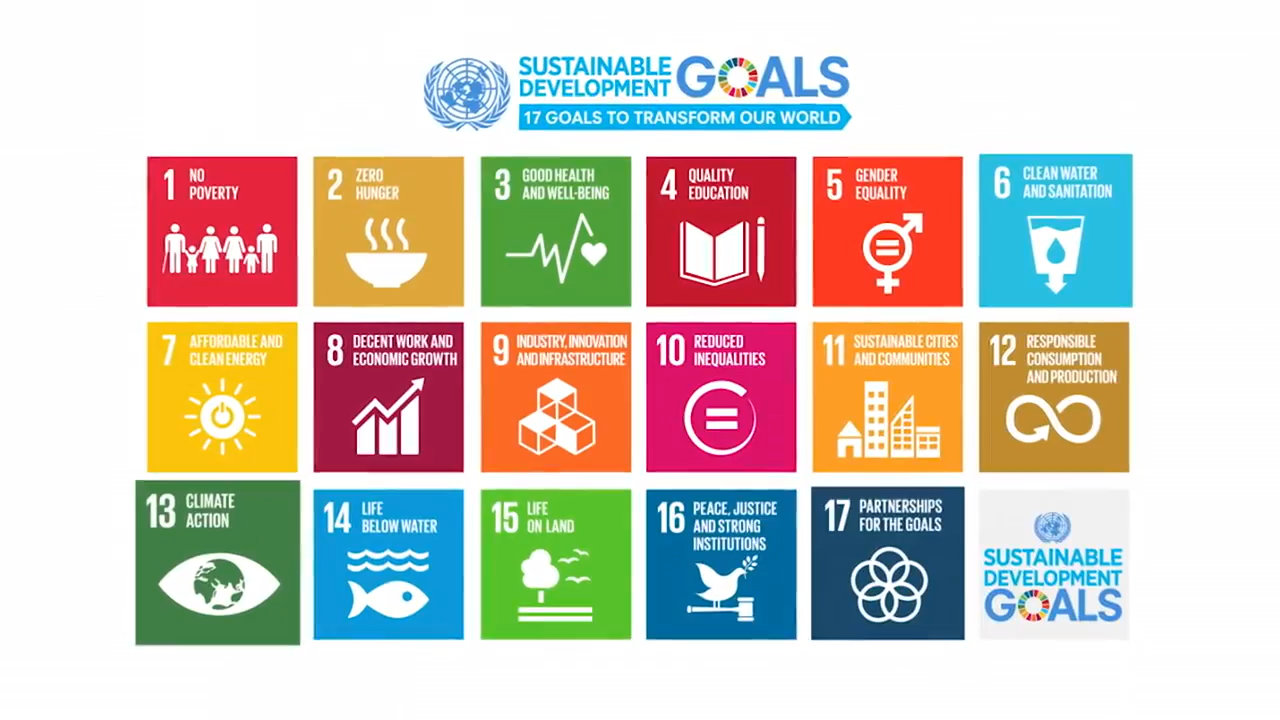 SUSTAINABLE
DEVELOPMENT
GOALS
17 GOALS TO TRANSFORM OUR WORLD
1 NO
POVERTY
2 ZERO
HUNGER
3 GOOD HEALTH
AND WELL-BEING
4 QUALITY
EDUCATION
5 GENDER
EQUALITY
6 CLEAN WATER
AND SANITATION
7 AFFORDABLE AND
CLEAN ENERGY
8 DECENT WORK AND
ECONOMIC GROWTH
9 INDUSTRY, INNOVATION
AND INFRASTRUCTURE
10 REDUCED
INEQUALITIES
11 SUSTAINABLE CITIES
AND COMMUNITIES
12 RESPONSIBLE
CONSUMPTION
AND PRODUCTION
13 CLIMATE
ACTION
14 LIFE
BELOW WATER
15 LIFE
ON LAND
16 PEACE, JUSTICE
AND STRONG
INSTITUTIONS
17 PARTNERSHIPS
FOR THE GOALS
SUSTAINABLE
DEVELOPMENT
GOALS